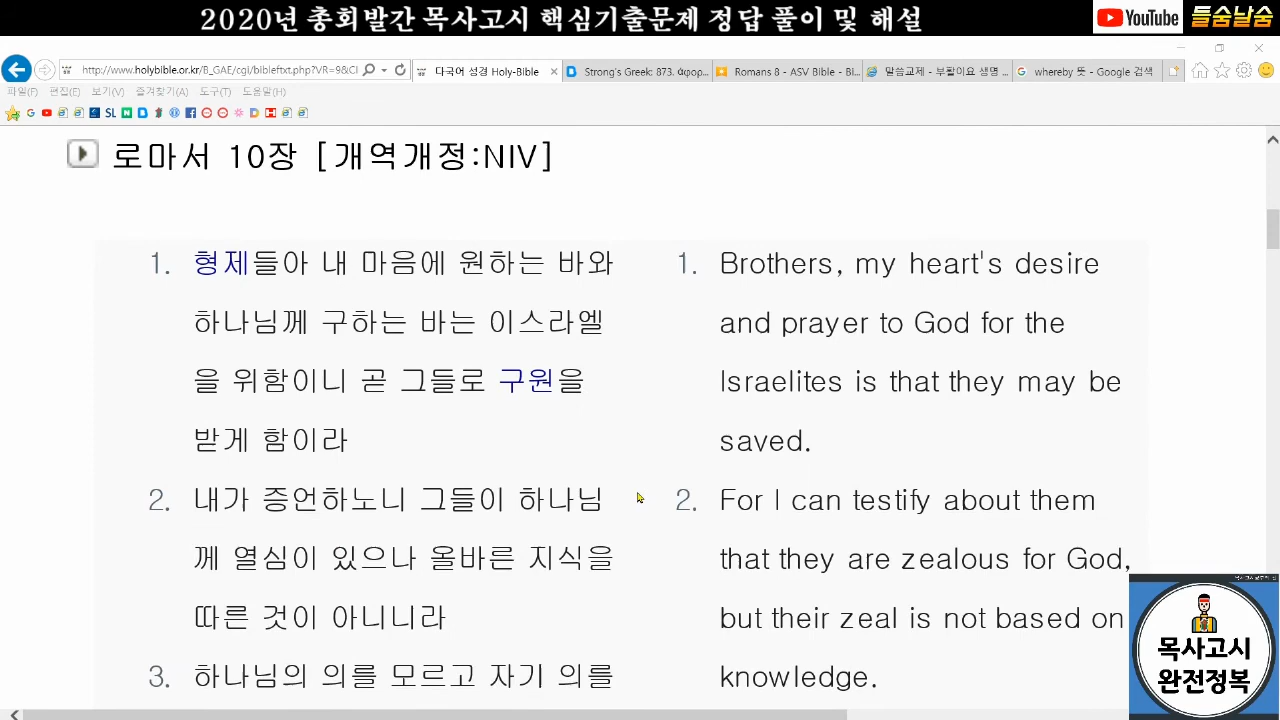 2020년 총회발간 목사고시 핵심기출문제 정답 풀이 및 해설
YouTube 들숨날숨
http://www.holybible.or.kr/B_GAE/cgi/bibleftxt.php?VR=9&CI
다국어 성경 Holy-Bible
Strong's Greek: 873. ἀφορ...
Romans 8 - ASV Bible - Bl...
말씀교제 - 부활이요 생명 ...
whereby 뜻 - Google 검색
파일(F) 편집(E) 보기(V) 즐겨찾기(A) 도구(T) 도움말(H)
로마서 10장 [개역개정:NIV]
1. 형제들아 내 마음에 원하는 바와
하나님께 구하는 바는 이스라엘
을 위함이니 곧 그들로 구원을
받게 함이라
2. 내가 증언하노니 그들이 하나님
께 열심이 있으나 올바른 지식을
따른 것이 아니니라
3. 하나님의 의를 모르고 자기 의를
1. Brothers, my heart's desire
and prayer to God for the
Israelites is that they may be
saved.
2. For I can testify about them
that they are zealous for God,
but their zeal is not based on
knowledge.
목사고시
완전정복